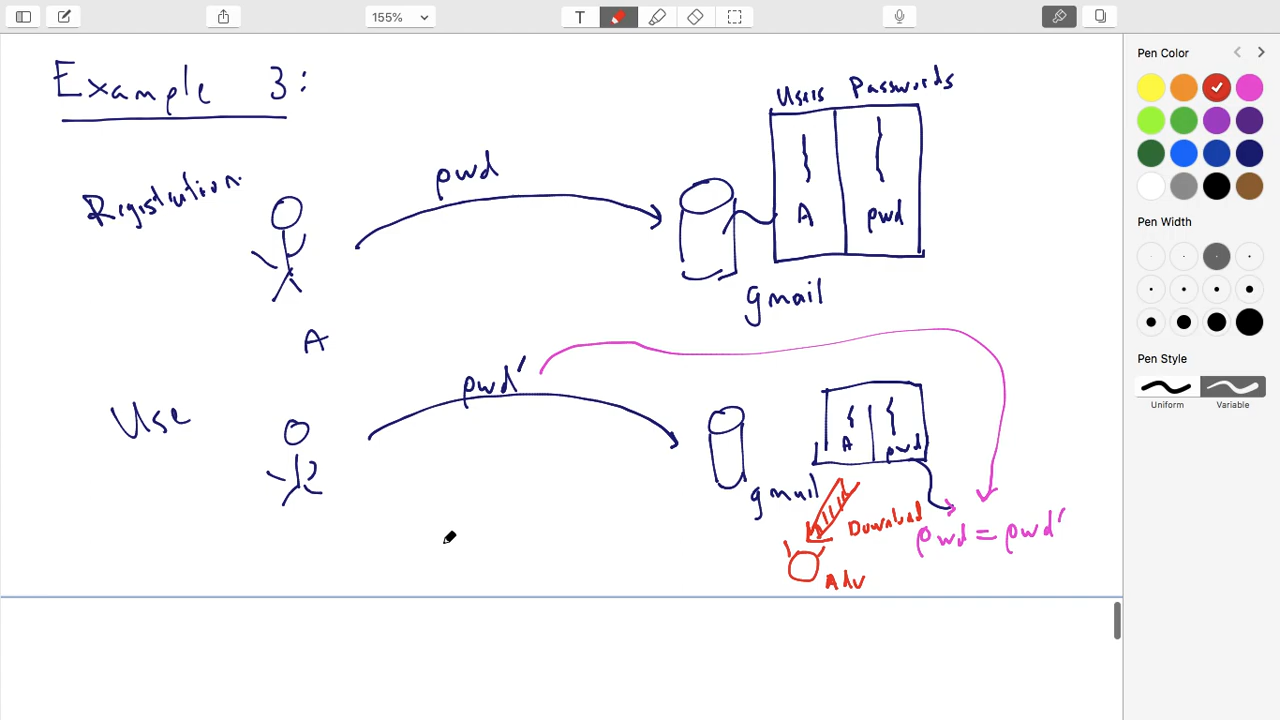 155%
T
Pen Color
Example 3:
Users Passwords
pwd
Registration.
A pwd
gmail
A
Pen Width
Pen Style
Uniform Variable
Use
pwd'
A pwd
gmail
Download
pwd = pwd'
Adv